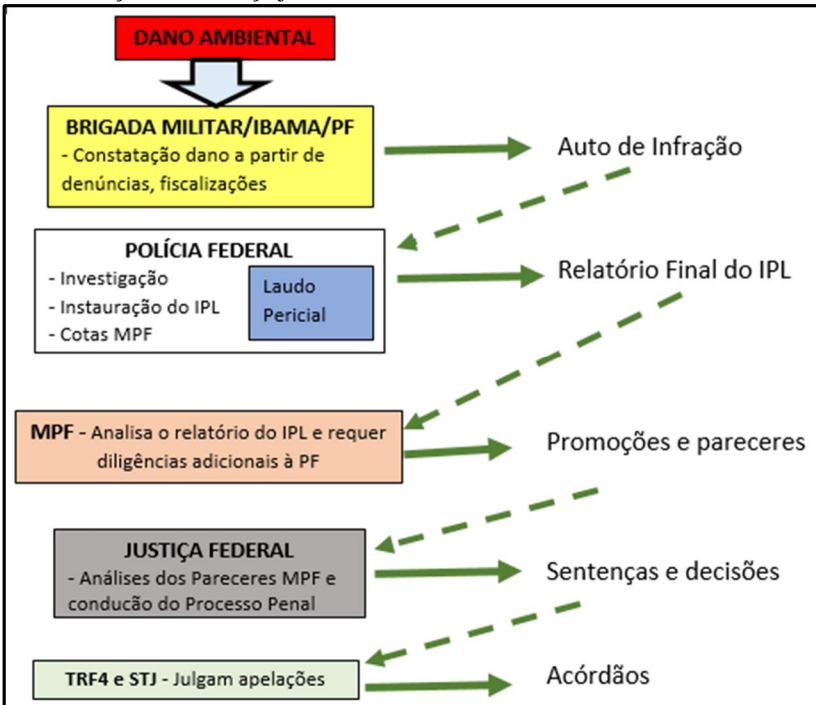 DANO AMBIENTAL
BRIGADA MILITAR/IBAMA/PF
- Constatação dano a partir de
denúncias, fiscalizações
Auto de Infração
POLÍCIA FEDERAL
- Investigação
- Instauração do IPL
- Cotas MPF
Laudo
Pericial
Relatório Final do IPL
MPF - Analisa o relatório do IPL e requer
diligências adicionais à PF
Promoções e pareceres
JUSTIÇA FEDERAL
- Análises dos Pareceres MPF e
condução do Processo Penal
Sentenças e decisões
TRF4 e STJ - Julgam apelações
Acórdãos